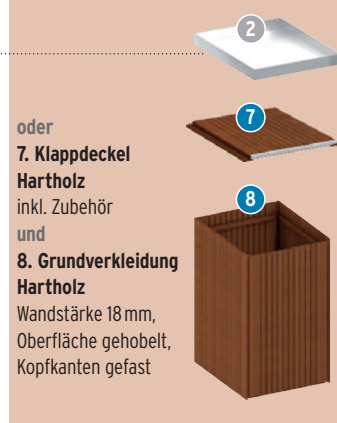 2
7
oder
7. Klappdeckel
Hartholz
inkl. Zubehör
und
8
8. Grundverkleidung
Hartholz
Wandstärke 18 mm,
Oberfläche gehobelt,
Kopfkanten gefast